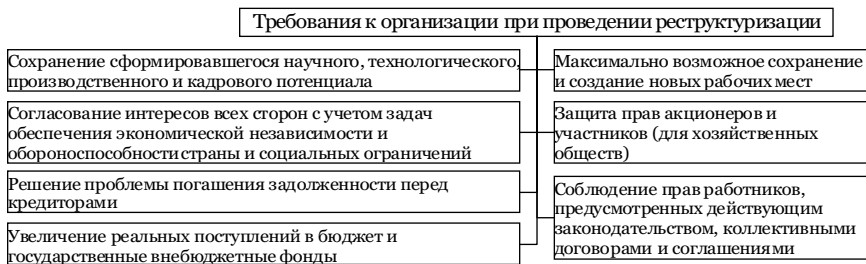 Требования к организации при проведении реструктуризации
Сохранение сформировавшегося научного, технологического,
производственного и кадрового потенциала
Согласование интересов всех сторон с учетом задач
обеспечения экономической независимости и
обороноспособности страны и социальных ограничений
Решение проблемы погашения задолженности перед
кредиторами
Увеличение реальных поступлений в бюджет и
государственные внебюджетные фонды
Максимально возможное сохранение
и создание новых рабочих мест
Защита прав акционеров и
участников (для хозяйственных
обществ)
Соблюдение прав работников,
предусмотренных действующим
законодательством, коллективными
договорами и соглашениями